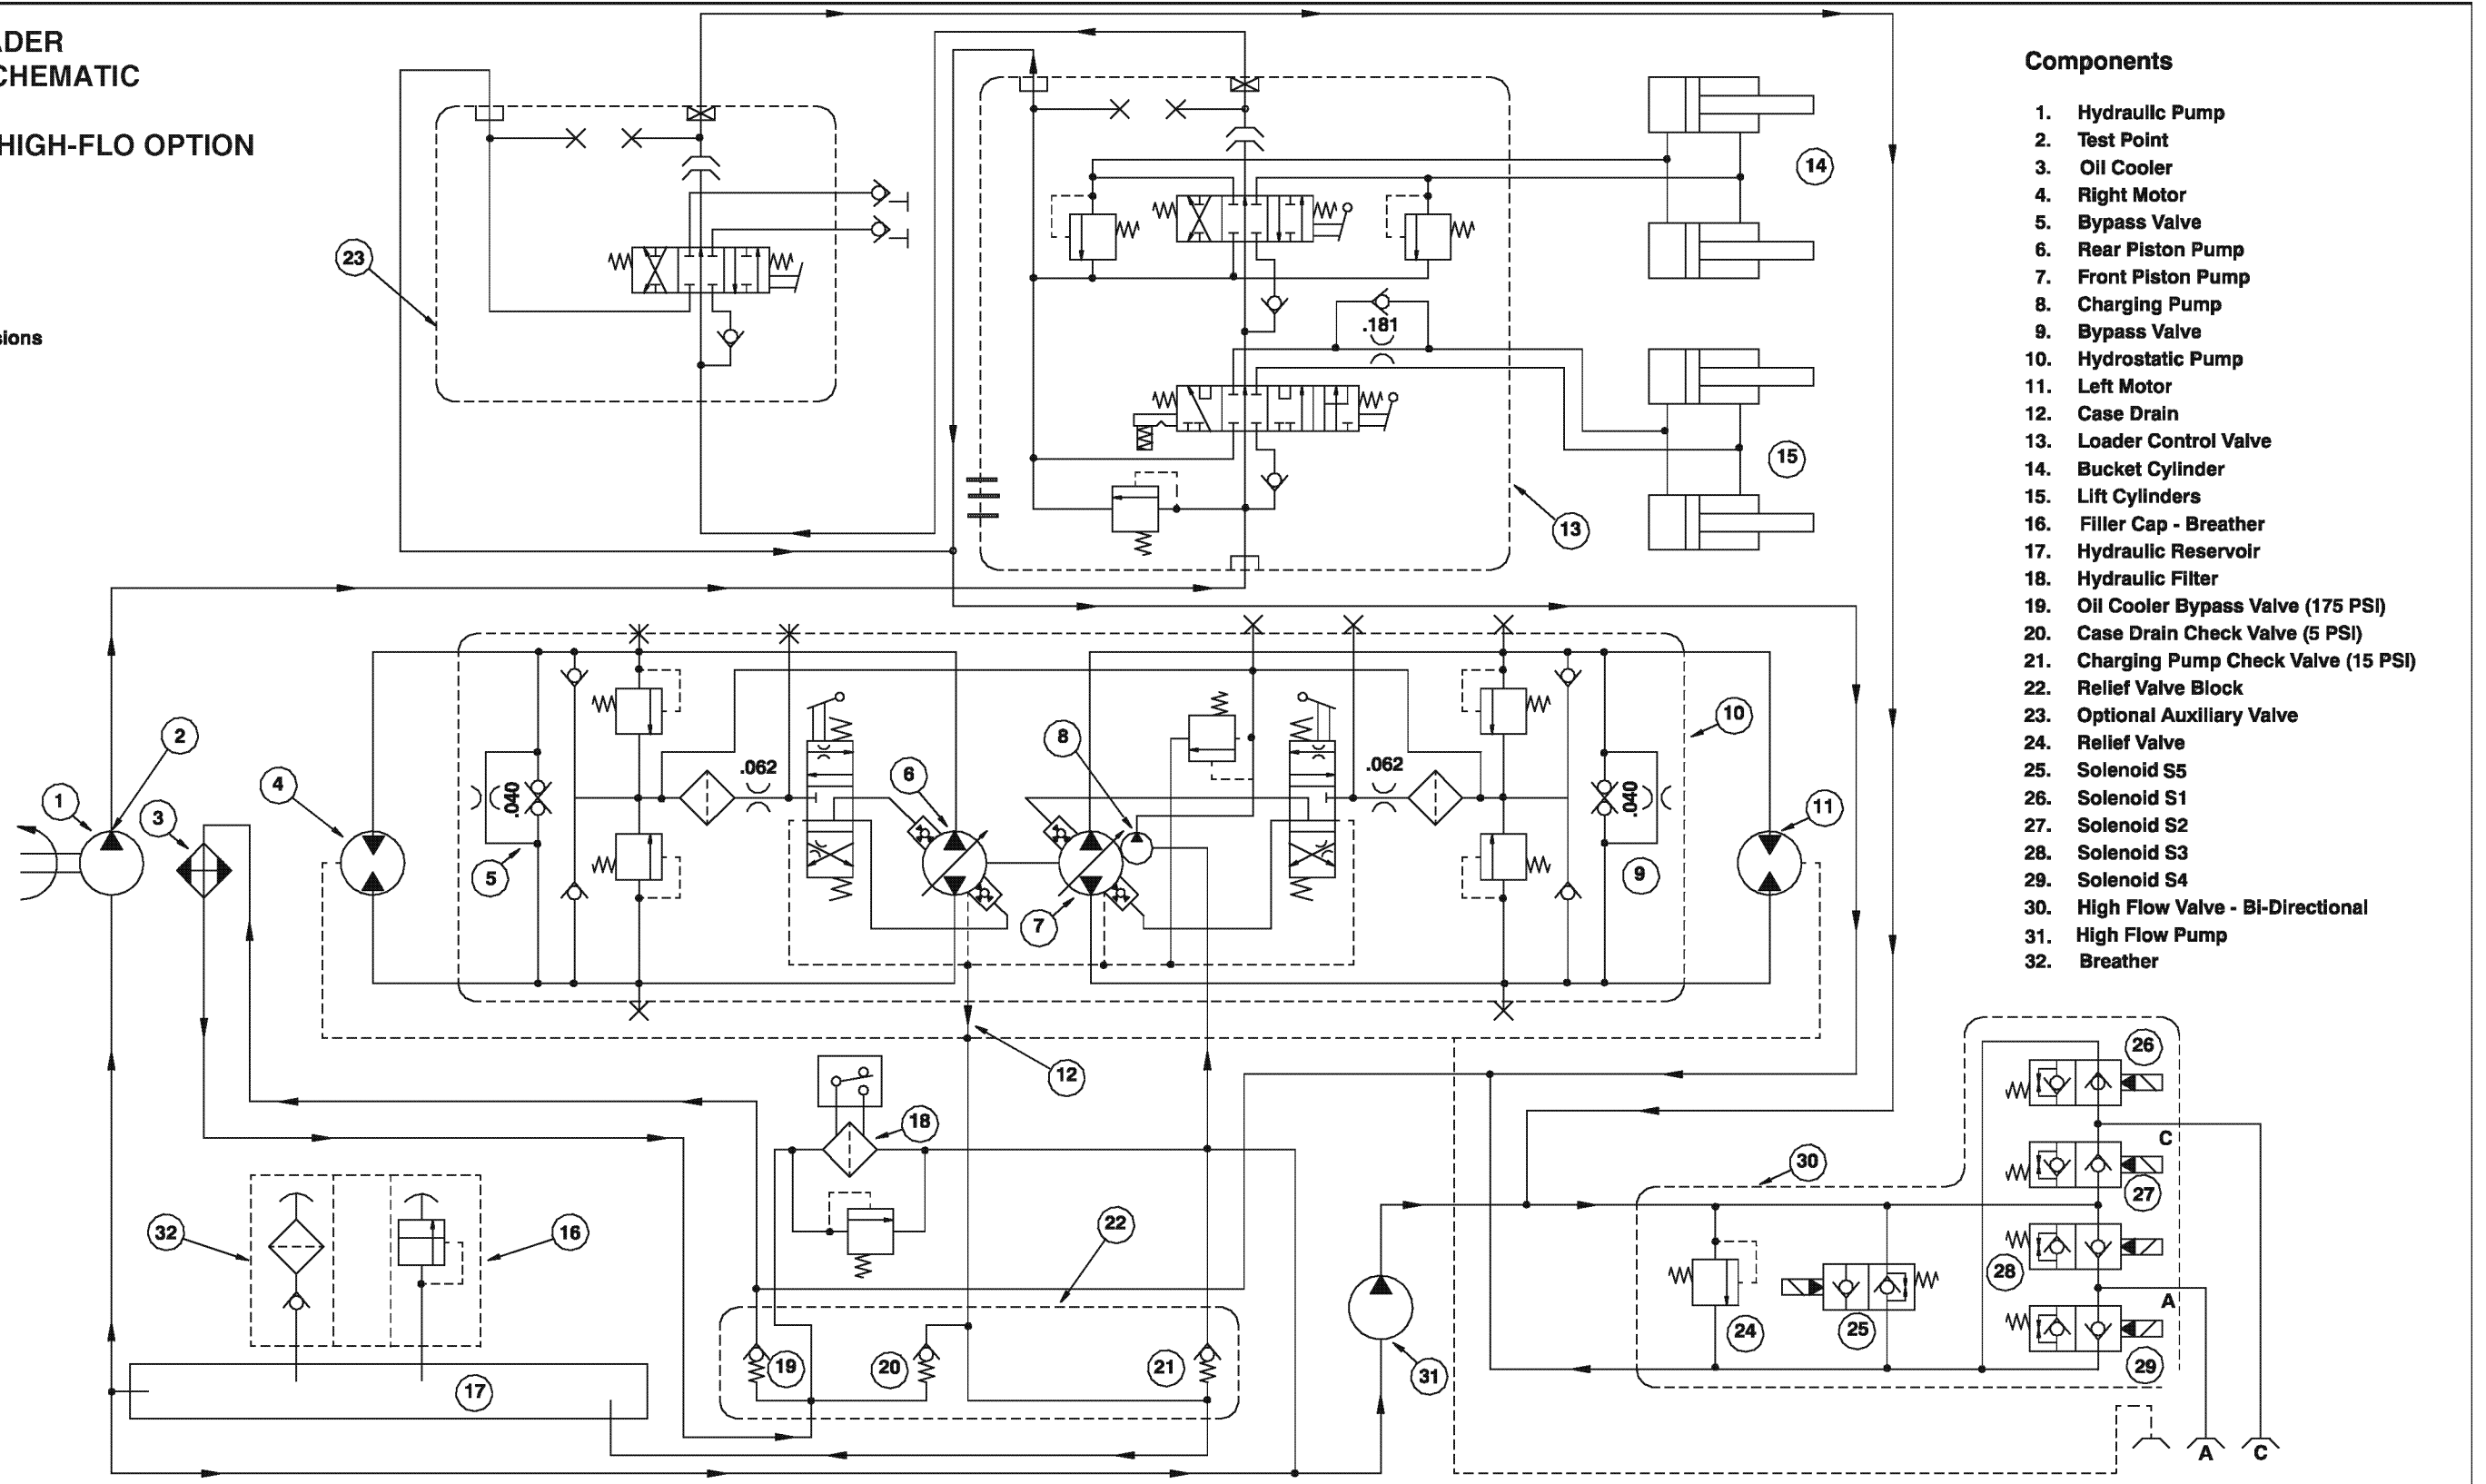 ADER
CHEMATIC
HIGH-FLO OPTION
sions
Components
1. Hydraulic Pump
2. Test Point
3. Oil Cooler
4. Right Motor
5. Bypass Valve
6. Rear Piston Pump
7. Front Piston Pump
8. Charging Pump
9. Bypass Valve
10. Hydrostatic Pump
11. Left Motor
12. Case Drain
13. Loader Control Valve
14. Bucket Cylinder
15. Lift Cylinders
16. Filler Cap - Breather
17. Hydraulic Reservoir
18. Hydraulic Filter
19. Oil Cooler Bypass Valve (175 PSI)
20. Case Drain Check Valve (5 PSI)
21. Charging Pump Check Valve (15 PSI)
22. Relief Valve Block
23. Optional Auxiliary Valve
24. Relief Valve
25. Solenoid S5
26. Solenoid S1
27. Solenoid S2
28. Solenoid S3
29. Solenoid S4
30. High Flow Valve - Bi-Directional
31. High Flow Pump
32. Breather
14
23
.181
15
13
10
2
8
.062
6
.062
4
1
.040
.040
11
3
5
9
7
12
26
18
C
30
27
22
32
16
28
A
24
25
19
20
21
29
31
17
A
C